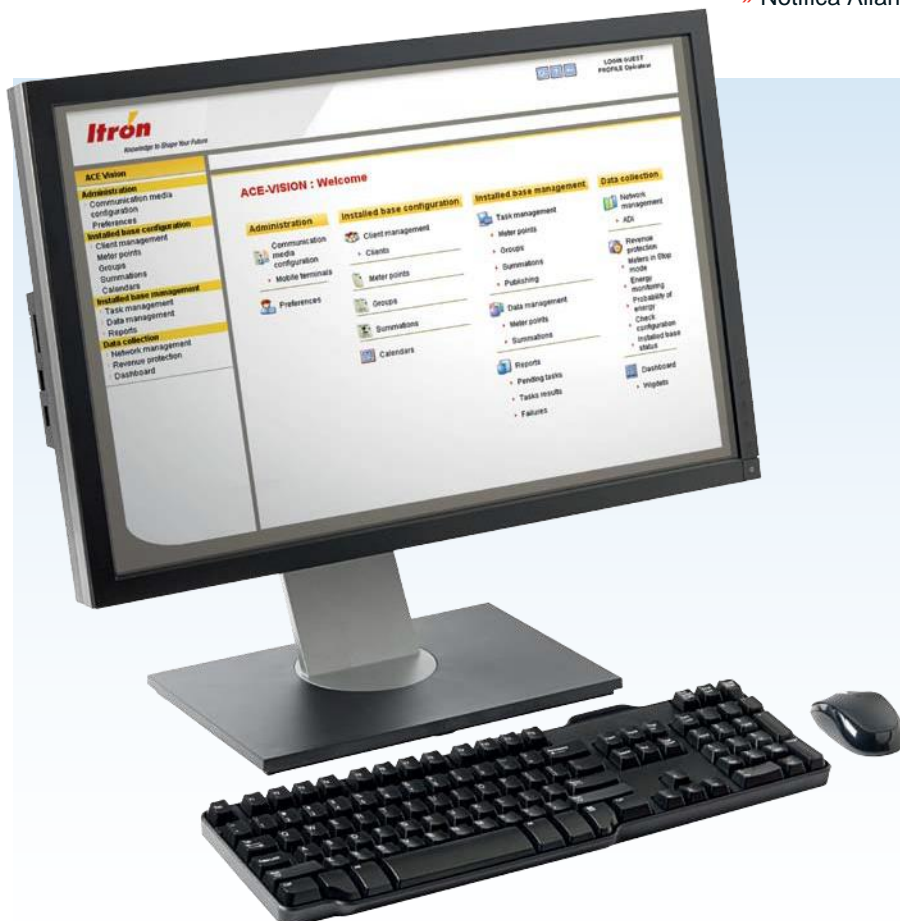 » Notifica Allar
LOGIN GUEST
PROFILE Opérateur
Itrón
Knowledge to Shape Your Future
ACE Vision
Administration
Communication media
configuration
Preferences
Installed base configuration
Client management
Meter points
Groups
Summations
Calendars
Installed base management
Task management
Data management
Reports
Data collection
Network management
Revenue protection
Dashboard
ACE-VISION : Welcome
Administration
Communication
media
configuration
Mobile terminals
Preferences
Installed base configuration
Client management
Clients
Meter points
Groups
Summations
Calendars
Installed base management
Task management
Meter points
Groups
Summations
Publishing
Data management
Meter points
Summations
Reports
Pending tasks
Tasks results
Failures
Data collection
Network
management
ADI
Revenue
protection
Meters in Stop
mode
Energy
monitoring
Probability of
energy
Check
configuration
Installed base
status
Dashboard